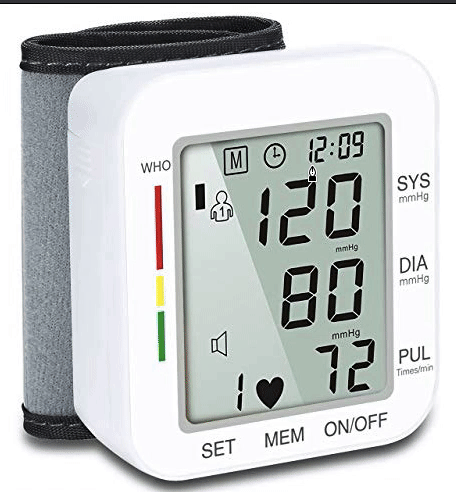 M 12:09
WHO
1 120 SYS
mmHg
mmHg
80 DIA
mmHg
mmHg
1 72 PUL
Times/min
SET MEM ON/OFF